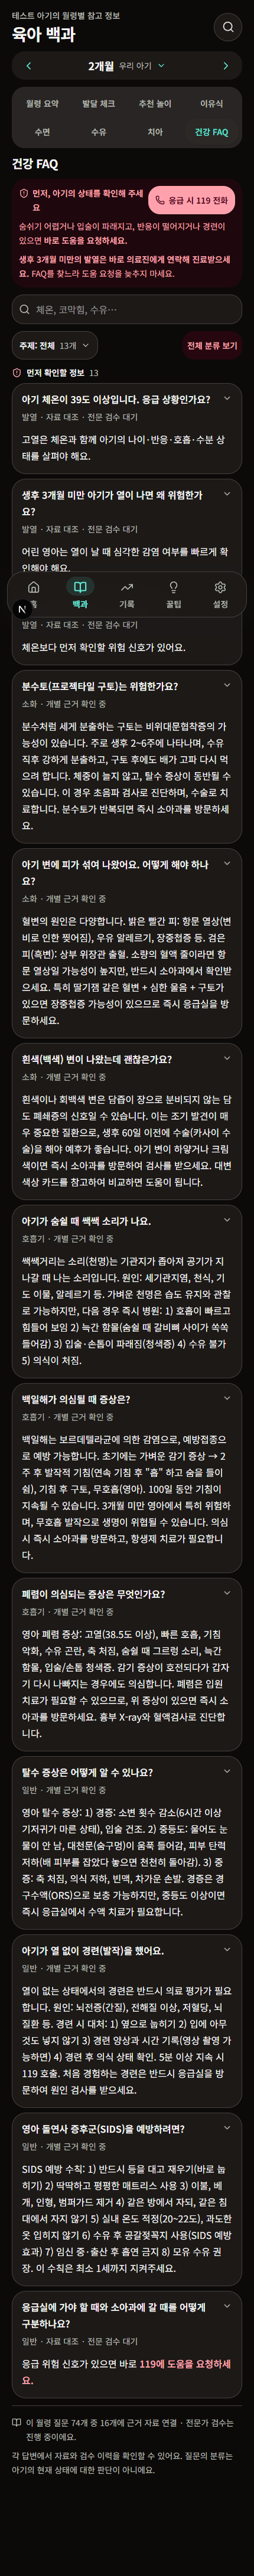 테스트 아기의 월령별 참고 정보
육아 백과
2개월 우리 아기
월령 요약 발달 체크 추천 놀이 이유식
수면 수유 치아 건강 FAQ
건강 FAQ
먼저, 아기의 상태를 확인해 주세
요
응급 시 119 전화
숨쉬기 어렵거나 입술이 파래지고, 반응이 떨어지거나 경련이
있으면 바로 도움을 요청하세요.
생후 3개월 미만의 발열은 바로 의료진에게 연락해 진료받으세
요. FAQ를 찾느라 도움 요청을 늦추지 마세요.
체온, 코막힘, 수유…
주제: 전체 13개
전체 분류 보기
먼저 확인할 정보 13
아기 체온이 39도 이상입니다. 응급 상황인가요?
발열 · 자료 대조 · 전문 검수 대기
고열은 체온과 함께 아기의 나이·반응·호흡·수분 상
태를 살펴야 해요.
생후 3개월 미만 아기가 열이 나면 왜 위험한가
요?
발열 · 자료 대조 · 전문 검수 대기
어린 영아는 열이 날 때 심각한 감염 여부를 빠르게 확
인해야 해요.
홈 백과 기록 꿀팁 설정
N
발열 · 자료 대조 · 전문 검수 대기
체온보다 먼저 확인할 위험 신호가 있어요.
분수토(프로젝타일 구토)는 위험한가요?
소화 · 개별 근거 확인 중
분수처럼 세게 분출하는 구토는 비위대문협착증의 가
능성이 있습니다. 주로 생후 2~6주에 나타나며, 수유
직후 강하게 분출하고, 구토 후에도 배가 고파 다시 먹
으려 합니다. 체중이 늘지 않고, 탈수 증상이 동반될 수
있습니다. 이 경우 초음파 검사로 진단하며, 수술로 치
료합니다. 분수토가 반복되면 즉시 소아과를 방문하세
요.
아기 변에 피가 섞여 나왔어요. 어떻게 해야 하나
요?
소화 · 개별 근거 확인 중
혈변의 원인은 다양합니다. 밝은 빨간 피: 항문 열상(변
비로 인한 찢어짐), 우유 알레르기, 장중첩증 등. 검은
피(흑변): 상부 위장관 출혈. 소량의 혈액 줄이라면 항
문 열상일 가능성이 높지만, 반드시 소아과에서 확인받
으세요. 특히 딸기잼 같은 혈변 + 심한 울음 + 구토가
있으면 장중첩증 가능성이 있으므로 즉시 응급실을 방
문하세요.
흰색(백색) 변이 나왔는데 괜찮은가요?
소화 · 개별 근거 확인 중
흰색이나 회백색 변은 담즙이 장으로 분비되지 않는 담
도 폐쇄증의 신호일 수 있습니다. 이는 조기 발견이 매
우 중요한 질환으로, 생후 60일 이전에 수술(카사이 수
술)을 해야 예후가 좋습니다. 아기 변이 하얗거나 크림
색이면 즉시 소아과를 방문하여 검사를 받으세요. 대변
색상 카드를 참고하여 비교하면 도움이 됩니다.
아기가 숨쉴 때 쌕쌕 소리가 나요.
호흡기 · 개별 근거 확인 중
쌕쌕거리는 소리(천명)는 기관지가 좁아져 공기가 지
나갈 때 나는 소리입니다. 원인: 세기관지염, 천식, 기
도 이물, 알레르기 등. 가벼운 천명은 습도 유지와 관찰
로 가능하지만, 다음 경우 즉시 병원: 1) 호흡이 빠르고
힘들어 보임 2) 늑간 함몰(숨쉴 때 갈비뼈 사이가 쏙쏙
들어감) 3) 입술·손톱이 파래짐(청색증) 4) 수유 불가
5) 의식이 처짐.
백일해가 의심될 때 증상은?
호흡기 · 개별 근거 확인 중
백일해는 보르데텔라균에 의한 감염으로, 예방접종으
로 예방 가능합니다. 초기에는 가벼운 감기 증상 → 2
주 후 발작적 기침(연속 기침 후 "흡" 하고 숨을 들이
쉼), 기침 후 구토, 무호흡(영아). 100일 동안 기침이
지속될 수 있습니다. 3개월 미만 영아에서 특히 위험하
며, 무호흡 발작으로 생명이 위협될 수 있습니다. 의심
시 즉시 소아과를 방문하고, 항생제 치료가 필요합니
다.
폐렴이 의심되는 증상은 무엇인가요?
호흡기 · 개별 근거 확인 중
영아 폐렴 증상: 고열(38.5도 이상), 빠른 호흡, 기침
악화, 수유 곤란, 축 처짐, 숨쉴 때 그르렁 소리, 늑간
함몰, 입술/손톱 청색증. 감기 증상이 호전되다가 갑자
기 다시 나빠지는 경우에도 의심합니다. 폐렴은 입원
치료가 필요할 수 있으므로, 위 증상이 있으면 즉시 소
아과를 방문하세요. 흉부 X-ray와 혈액검사로 진단합
니다.
탈수 증상은 어떻게 알 수 있나요?
일반 · 개별 근거 확인 중
영아 탈수 증상: 1) 경증: 소변 횟수 감소(6시간 이상
기저귀가 마른 상태), 입술 건조. 2) 중등도: 울어도 눈
물이 안 남, 대천문(숨구멍)이 움푹 들어감, 피부 탄력
저하(배 피부를 잡았다 놓으면 천천히 돌아감). 3) 중
증: 축 처짐, 의식 저하, 빈맥, 차가운 손발. 경증은 경
구수액(ORS)으로 보충 가능하지만, 중등도 이상이면
즉시 응급실에서 수액 치료가 필요합니다.
아기가 열 없이 경련(발작)을 했어요.
일반 · 개별 근거 확인 중
열이 없는 상태에서의 경련은 반드시 의료 평가가 필요
합니다. 원인: 뇌전증(간질), 전해질 이상, 저혈당, 뇌
질환 등. 경련 시 대처: 1) 옆으로 눕히기 2) 입에 아무
것도 넣지 않기 3) 경련 양상과 시간 기록(영상 촬영 가
능하면) 4) 경련 후 의식 상태 확인. 5분 이상 지속 시
119 호출. 처음 경험하는 경련은 반드시 응급실을 방
문하여 원인 검사를 받으세요.
영아 돌연사 증후군(SIDS)을 예방하려면?
일반 · 개별 근거 확인 중
SIDS 예방 수칙: 1) 반드시 등을 대고 재우기(바로 눕
히기) 2) 딱딱하고 평평한 매트리스 사용 3) 이불, 베
개, 인형, 범퍼가드 제거 4) 같은 방에서 자되, 같은 침
대에서 자지 않기 5) 실내 온도 적정(20~22도), 과도한
옷 입히지 않기 6) 수유 후 공갈젖꼭지 사용(SIDS 예방
효과) 7) 임신 중·출산 후 흡연 금지 8) 모유 수유 권
장. 이 수칙은 최소 1세까지 지켜주세요.
응급실에 가야 할 때와 소아과에 갈 때를 어떻게
구분하나요?
일반 · 자료 대조 · 전문 검수 대기
응급 위험 신호가 있으면 바로 119에 도움을 요청하세
요.
이 월령 질문 74개 중 16개에 근거 자료 연결 · 전문가 검수는
진행 중이에요.
각 답변에서 자료와 검수 이력을 확인할 수 있어요. 질문의 분류는
아기의 현재 상태에 대한 판단이 아니에요.